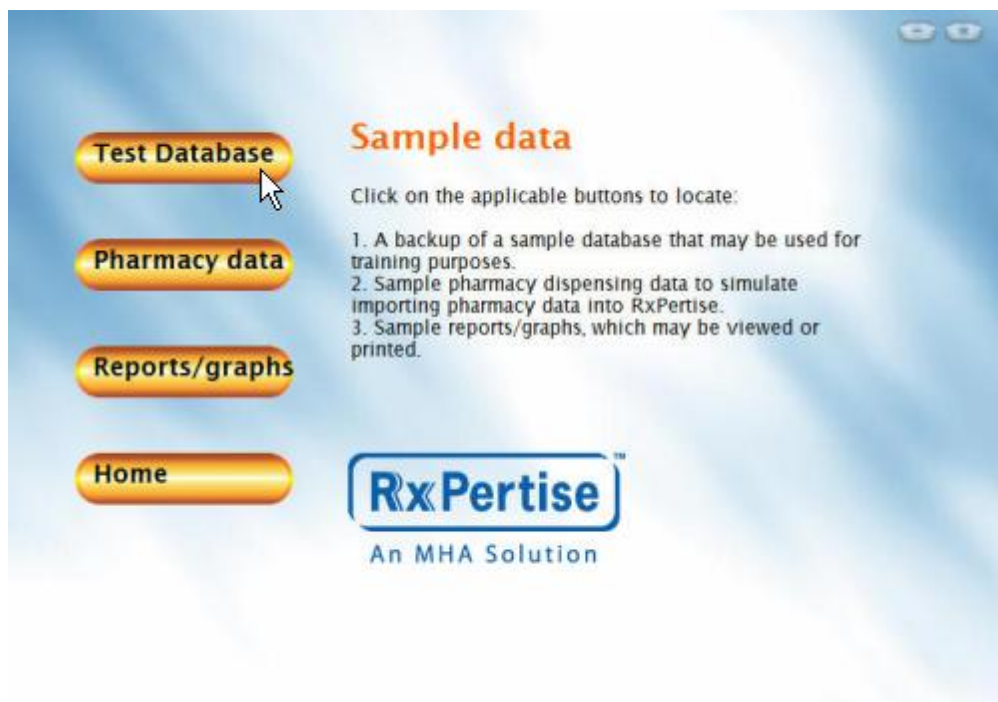 Test Database
Pharmacy data
Reports/graphs
Home
Sample data
Click on the applicable buttons to locate:
1. A backup of a sample database that may be used for
training purposes.
2. Sample pharmacy dispensing data to simulate
importing pharmacy data into RxPertise.
3. Sample reports/graphs, which may be viewed or
printed.
RxPertise™
An MHA Solution